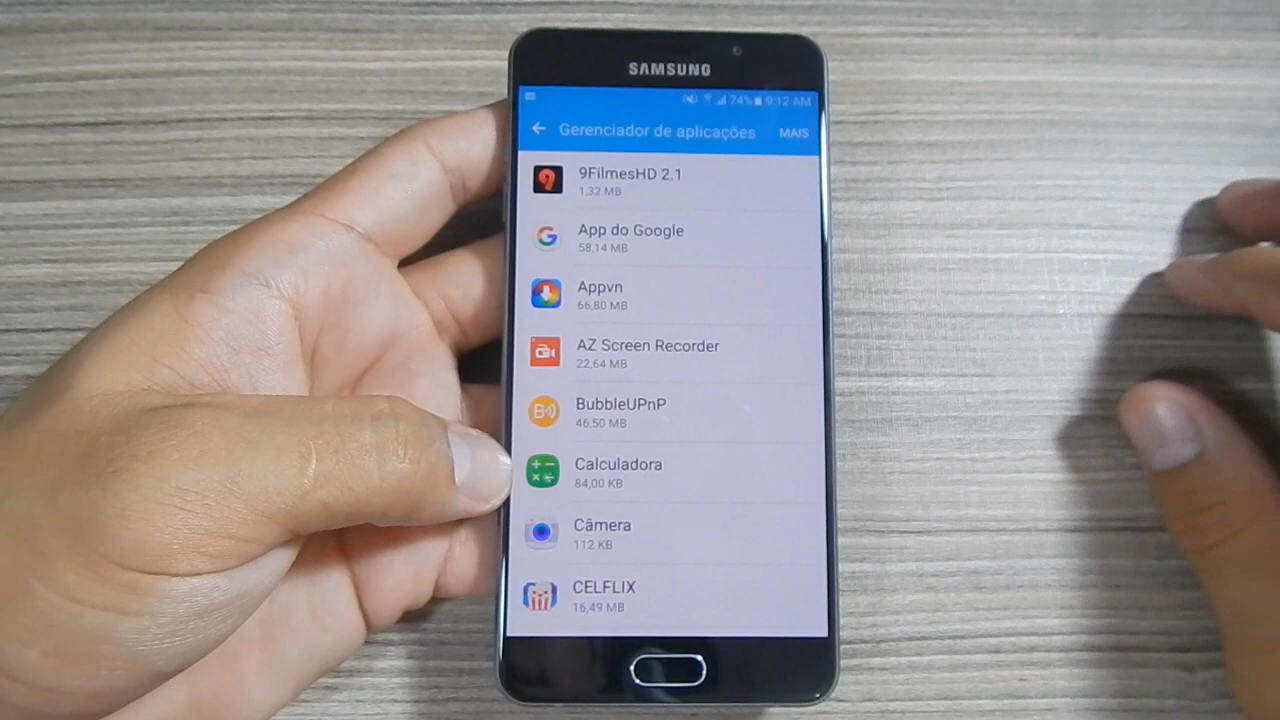 SAMSUNG
74% 9:12 AM
Gerenciador de aplicações MAIS
9FilmesHD 2.1
1,32 MB
App do Google
58,14 MB
Appvn
66,80 MB
AZ Screen Recorder
22,64 MB
BubbleUPnP
46,50 MB
Calculadora
84,00 KB
Câmera
112 KB
CELFLIX
16,49 MB